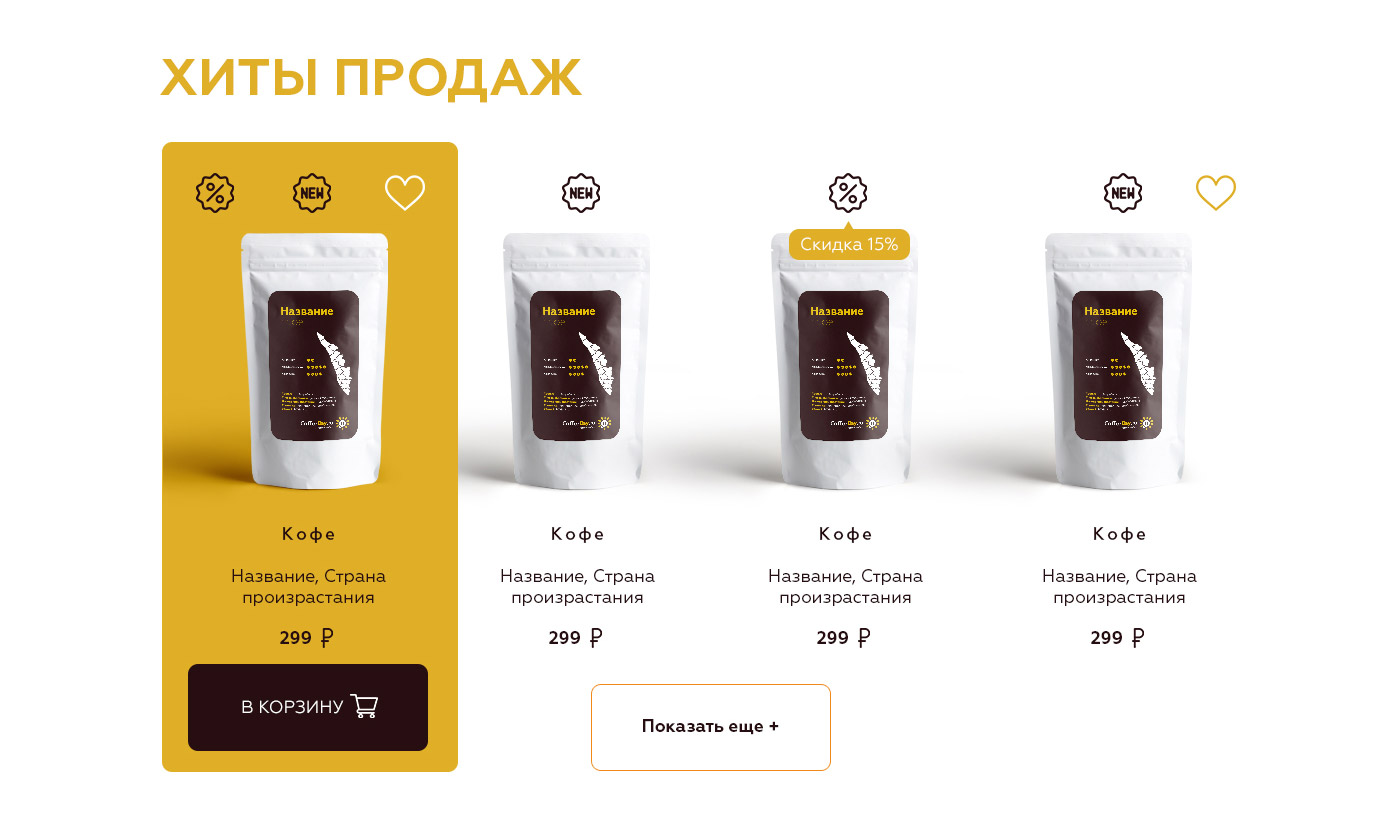 ХИТЫ ПРОДАЖ
%
NEW
NEW
%
NEW
Скидка 15%
Название
Название
Название
Название
Кофе
Кофе
Кофе
Кофе
Название, Страна
произрастания
Название, Страна
произрастания
Название, Страна
произрастания
Название, Страна
произрастания
299 ₽
299 ₽
299 ₽
299 ₽
В КОРЗИНУ
Показать еще +